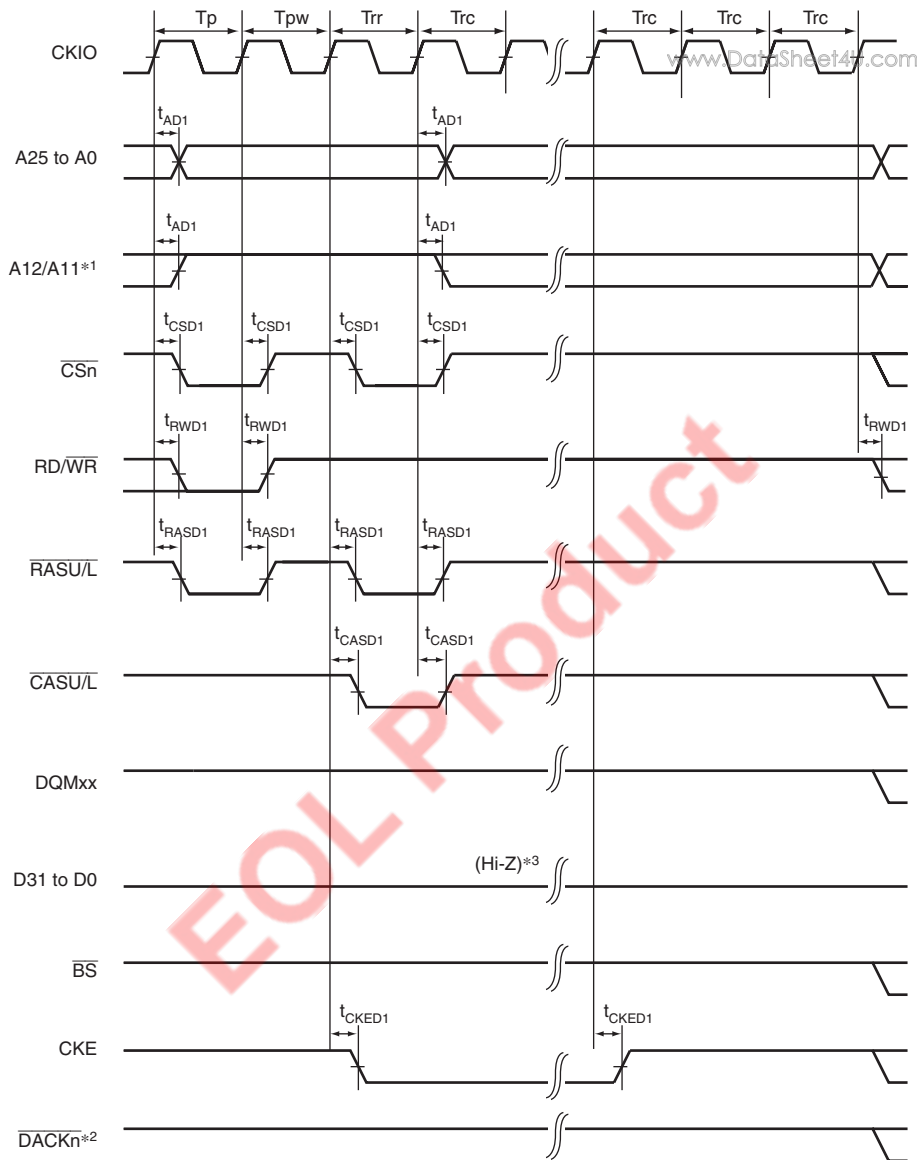 Tp Tpw Trr Trc Trc Trc Trc
CKIO
www.DataSheet4U.com
tAD1 tAD1
A25 to A0
tAD1 tAD1
A12/A11*1
tCSD1 tCSD1 tCSD1 tCSD1
CSn
tRWD1 tRWD1 tRWD1
RD/WR
tRASD1 tRASD1 tRASD1 tRASD1
RASU/L
tCASD1 tCASD1
CASU/L
DQMxx
(Hi-Z)*3
D31 to D0
BS
tCKED1 tCKED1
CKE
DACKn*2
EOL Product